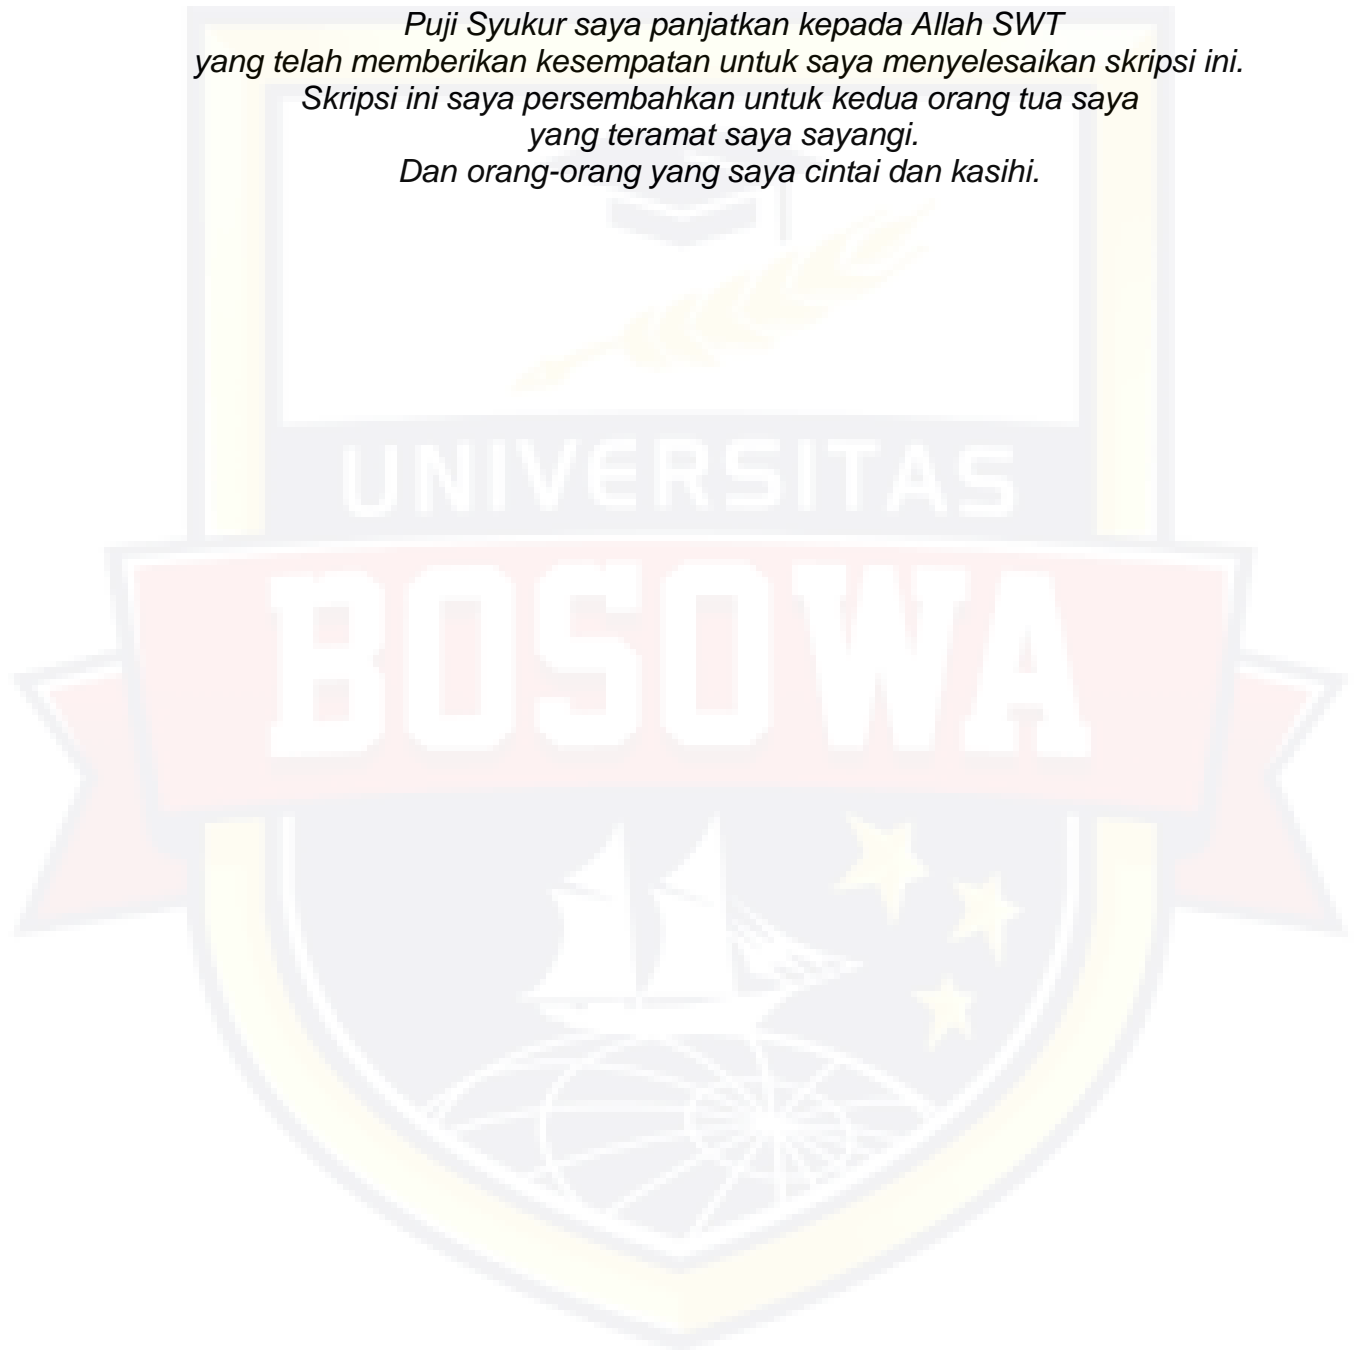 Puji Syukur saya panjatkan kepada Allah SWT
yang telah memberikan kesempatan untuk saya menyelesaikan skripsi ini.
Skripsi ini saya persembahkan untuk kedua orang tua saya
yang teramat saya sayangi.
Dan orang-orang yang saya cintai dan kasihi.
UNIVERSITAS
BOSOWA